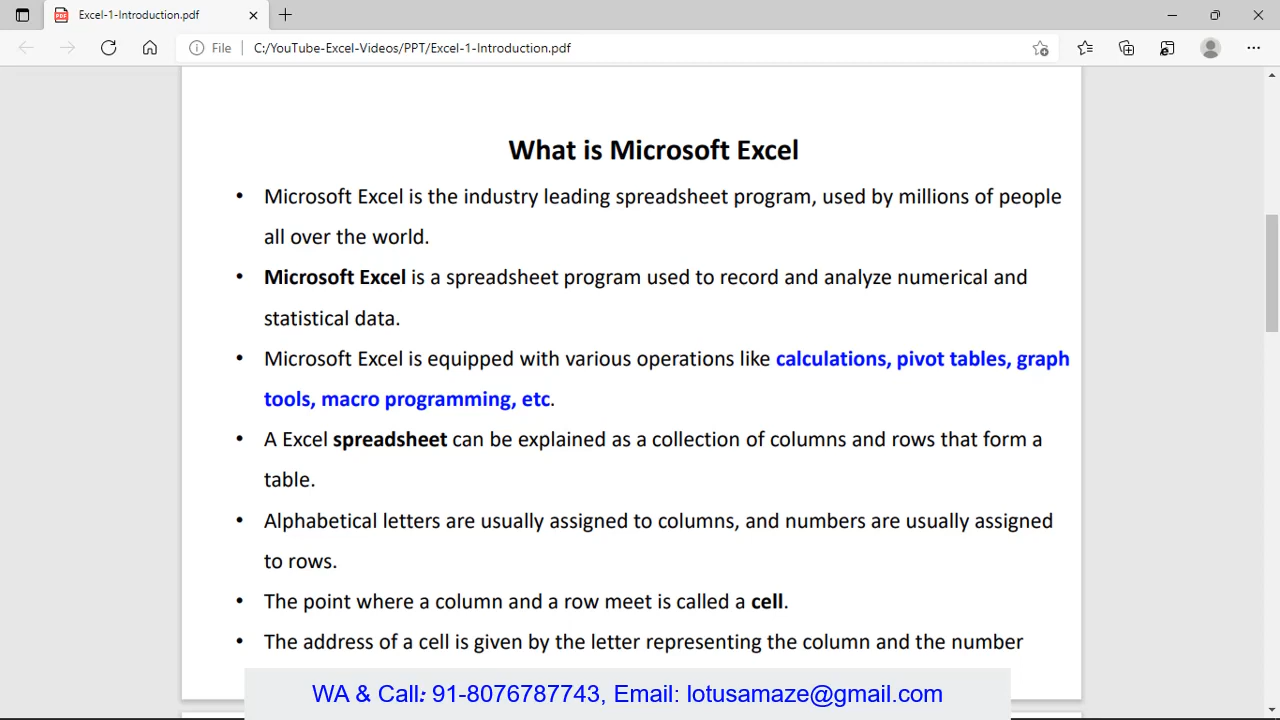 Excel-1-Introduction.pdf
File
C:/YouTube-Excel-Videos/PPT/Excel-1-Introduction.pdf
What is Microsoft Excel
• Microsoft Excel is the industry leading spreadsheet program, used by millions of people
all over the world.
• Microsoft Excel is a spreadsheet program used to record and analyze numerical and
statistical data.
• Microsoft Excel is equipped with various operations like calculations, pivot tables, graph
tools, macro programming, etc.
• A Excel spreadsheet can be explained as a collection of columns and rows that form a
table.
• Alphabetical letters are usually assigned to columns, and numbers are usually assigned
to rows.
• The point where a column and a row meet is called a cell.
• The address of a cell is given by the letter representing the column and the number
WA & Call: 91-8076787743, Email: lotusamaze@gmail.com